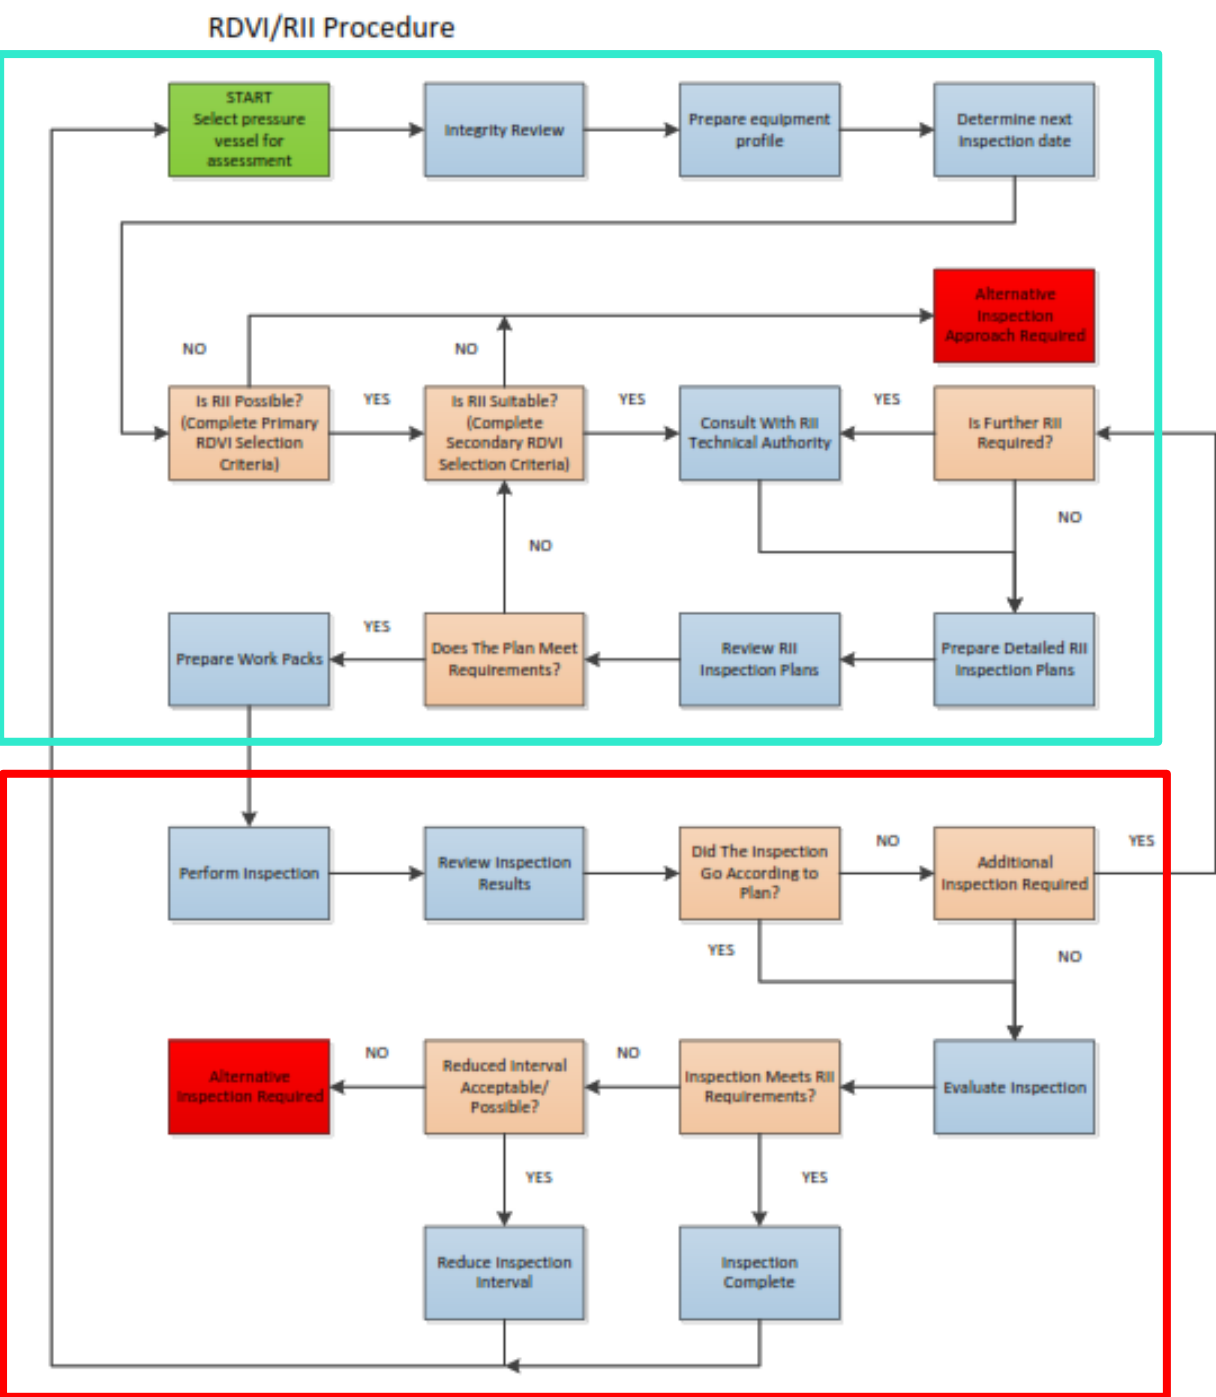 RDVI/RII Procedure
START
Select pressure
vessel for
assessment
Integrity Review
Prepare equipment
profile
Determine next
Inspection date
Alternative
Inspection
Approach Required
NO
NO
Is RII Possible?
(Complete Primary
RDVI Selection
Criteria)
YES
Is RII Suitable?
(Complete
Secondary RDVI
Selection Criteria)
YES
Consult With RII
Technical Authority
YES
Is Further RII
Required?
NO
NO
Prepare Work Packs
YES
Does The Plan Meet
Requirements?
Review RII
Inspection Plans
Prepare Detailed RII
Inspection Plans
Perform Inspection
Review Inspection
Results
Did The Inspection
Go According to
Plan?
NO
Additional
Inspection Required
YES
YES
NO
Alternative
Inspection Required
NO
Reduced Interval
Acceptable/
Possible?
NO
Inspection Meets RII
Requirements?
Evaluate Inspection
YES
YES
Reduce Inspection
Interval
Inspection
Complete